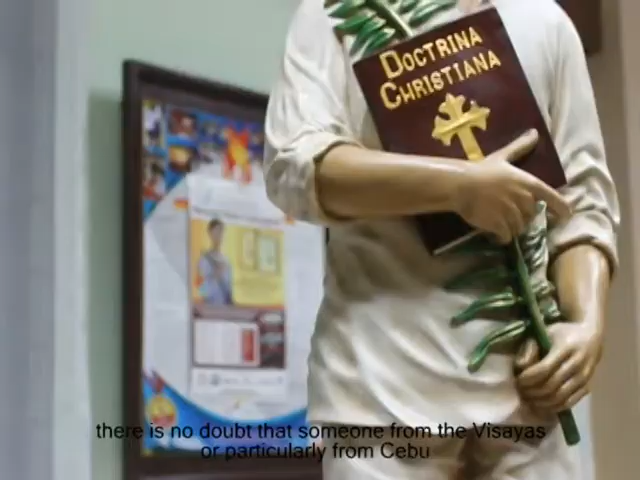 DOCTRINA
CHRISTIANA
there is no doubt that someone from the Visayas
or particularly from Cebu